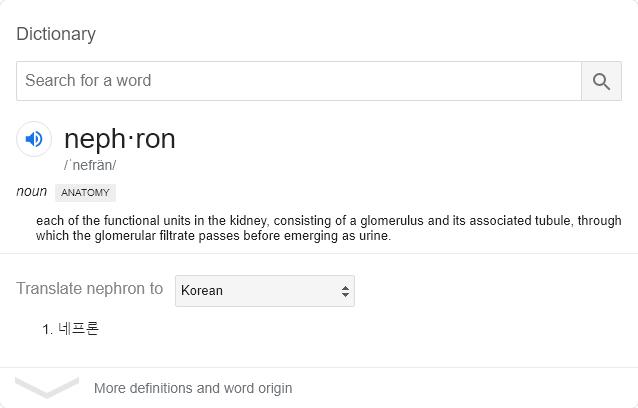 Dictionary
Search for a word
neph·ron
/ˈnefrän/
noun ANATOMY
each of the functional units in the kidney, consisting of a glomerulus and its associated tubule, through
which the glomerular filtrate passes before emerging as urine.
Translate nephron to Korean
1. 네프론
More definitions and word origin